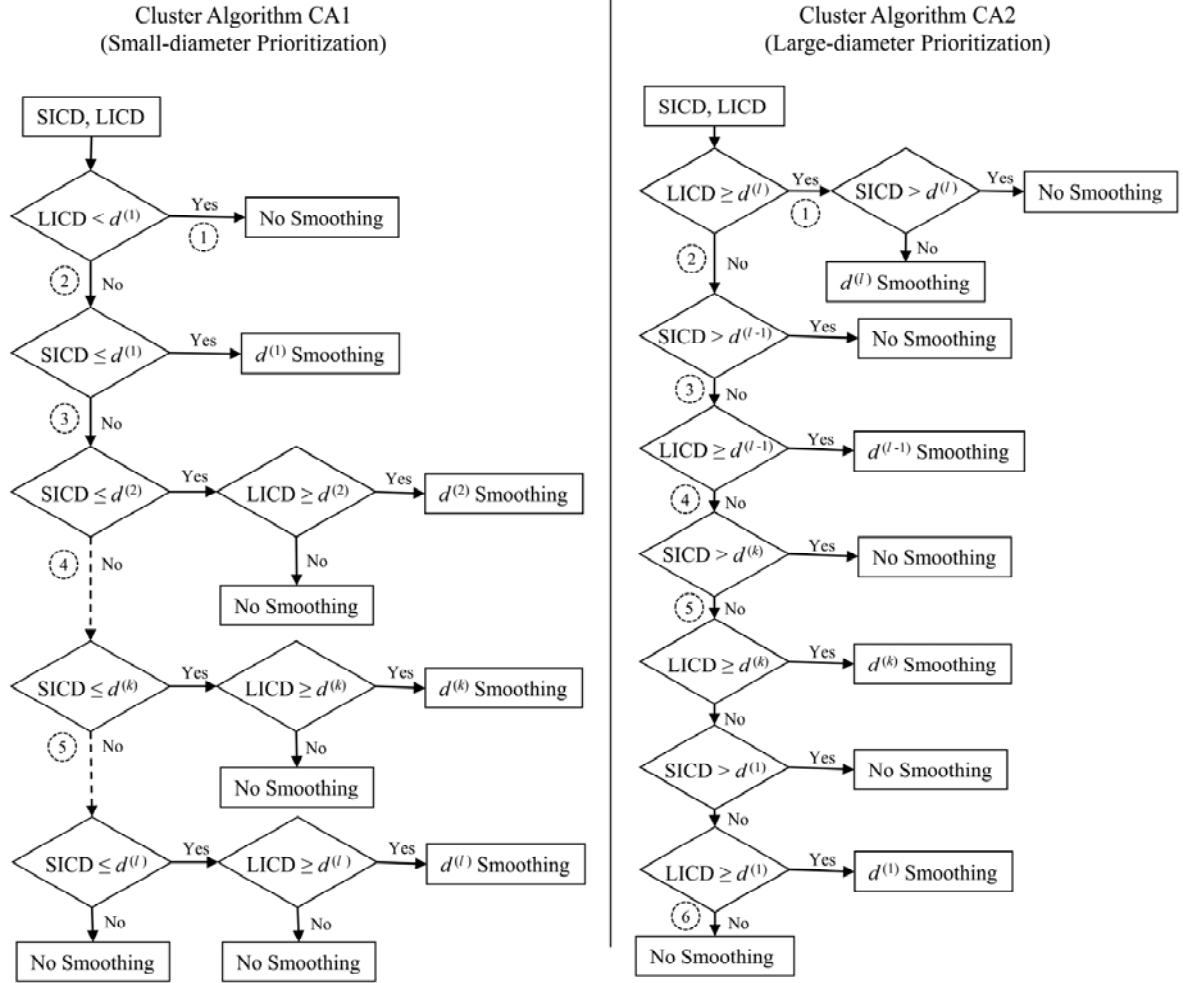 Cluster Algorithm CA1
(Small-diameter Prioritization)
SICD, LICD
LICD < d⁽¹⁾
Yes
①
No Smoothing
②
No
SICD ≤ d⁽¹⁾
Yes
d⁽¹⁾ Smoothing
③
No
SICD ≤ d⁽²⁾
Yes
LICD ≥ d⁽²⁾
Yes
d⁽²⁾ Smoothing
④
No
No
No Smoothing
SICD ≤ d⁽ᵏ⁾
Yes
LICD ≥ d⁽ᵏ⁾
Yes
d⁽ᵏ⁾ Smoothing
⑤
No
No
No Smoothing
SICD ≤ d⁽ˡ⁾
Yes
LICD ≥ d⁽ˡ⁾
Yes
d⁽ˡ⁾ Smoothing
No
No
No Smoothing
No Smoothing
Cluster Algorithm CA2
(Large-diameter Prioritization)
SICD, LICD
LICD ≥ d⁽ˡ⁾
Yes
①
SICD > d⁽ˡ⁾
Yes
No Smoothing
②
No
No
d⁽ˡ⁾ Smoothing
SICD > d⁽ˡ⁻¹⁾
Yes
No Smoothing
③
No
LICD ≥ d⁽ˡ⁻¹⁾
Yes
d⁽ˡ⁻¹⁾ Smoothing
④
No
SICD > d⁽ᵏ⁾
Yes
No Smoothing
⑤
No
LICD ≥ d⁽ᵏ⁾
Yes
d⁽ᵏ⁾ Smoothing
No
SICD > d⁽¹⁾
Yes
No Smoothing
No
LICD ≥ d⁽¹⁾
Yes
d⁽¹⁾ Smoothing
⑥
No
No Smoothing